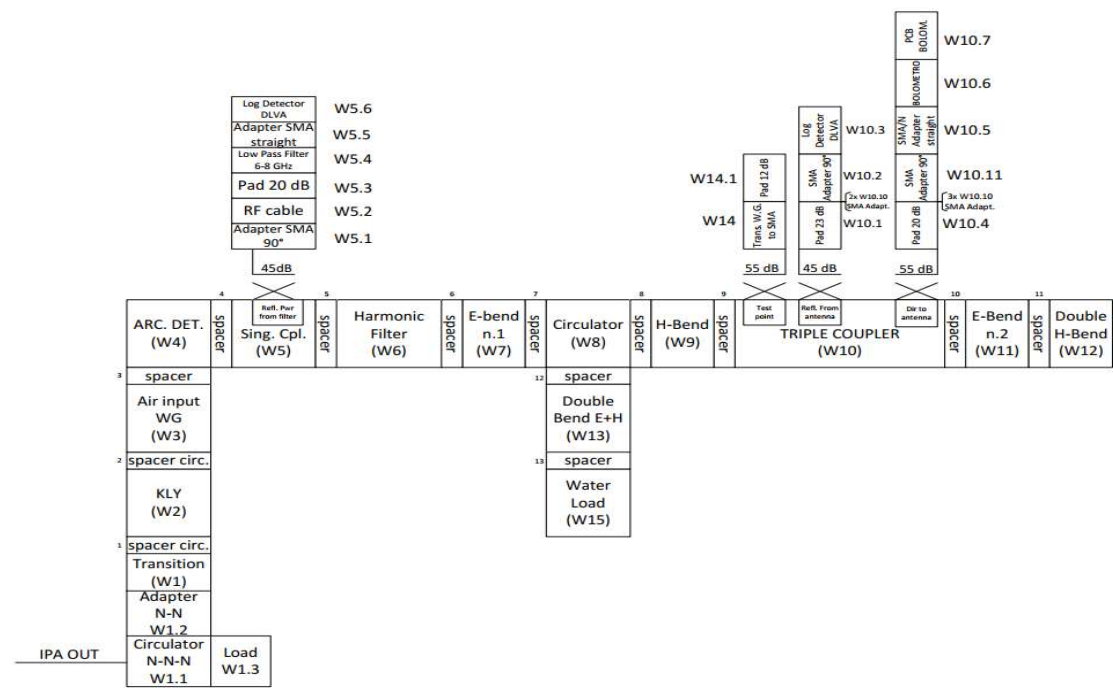 PCB
BOLOM.
W10.7
BOLOMETRO
W10.6
Log Detector
DLVA
W5.6
Adapter SMA
straight
W5.5
Low Pass Filter
6-8 GHz
W5.4
Pad 20 dB
W5.3
RF cable
W5.2
Adapter SMA
90°
W5.1
45dB
W14.1
Pad 12 dB
W14
Trans. W.G.
to SMA
55 dB
Log
Detector
DLVA
W10.3
SMA
Adapter 90°
W10.2
2x W10.10
SMA Adapt.
Pad 23 dB
W10.1
45 dB
SMA/N
Adapter
straight
W10.5
SMA
Adapter 90°
W10.11
3x W10.10
SMA Adapt.
Pad 20 dB
W10.4
55 dB
4
5
6
7
8
9
10
11
ARC. DET.
(W4)
spacer
Refl. Pwr
from filter
Sing. Cpl.
(W5)
spacer
Harmonic
Filter
(W6)
spacer
E-bend
n.1
(W7)
spacer
Circulator
(W8)
spacer
H-Bend
(W9)
spacer
Test
point
Refl. From
antenna
Dir to
antenna
TRIPLE COUPLER
(W10)
spacer
E-Bend
n.2
(W11)
spacer
Double
H-Bend
(W12)
3
spacer
Air input
WG
(W3)
2
spacer circ.
KLY
(W2)
1
spacer circ.
Transition
(W1)
Adapter
N-N
W1.2
IPA OUT
Circulator
N-N-N
W1.1
Load
W1.3
12
spacer
Double
Bend E+H
(W13)
13
spacer
Water
Load
(W15)